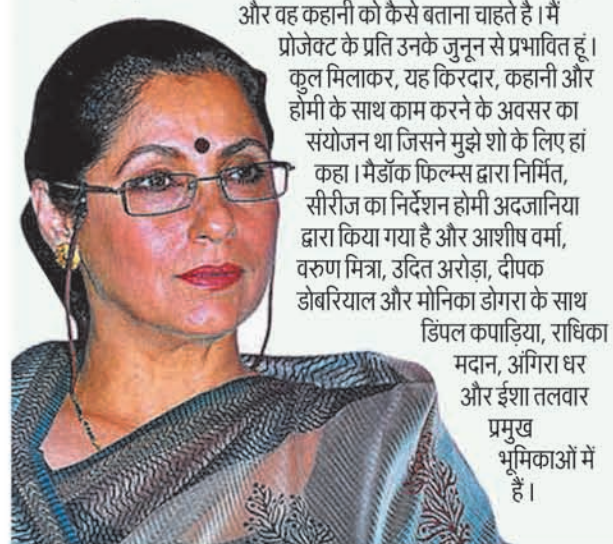 और वह कहानी को कैसे बताना चाहते है । मैं
प्रोजेक्ट के प्रति उनके जुनून से प्रभावित हूं ।
कुल मिलाकर, यह किरदार, कहानी और
होमी के साथ काम करने के अवसर का
संयोजन था जिसने मुझे शो के लिए हां
कहा । मैडॉक फिल्म्स द्वारा निर्मित,
सीरीज का निर्देशन होमी अदजानिया
द्वारा किया गया है और आशीष वर्मा,
वरुण मित्रा, उदित अरोड़ा, दीपक
डोबरियाल और मोनिका डोगरा के साथ
डिंपल कपाड़िया, राधिका
मदान, अंगिरा धर
और ईशा तलवार
प्रमुख
भूमिकाओं में
हैं ।